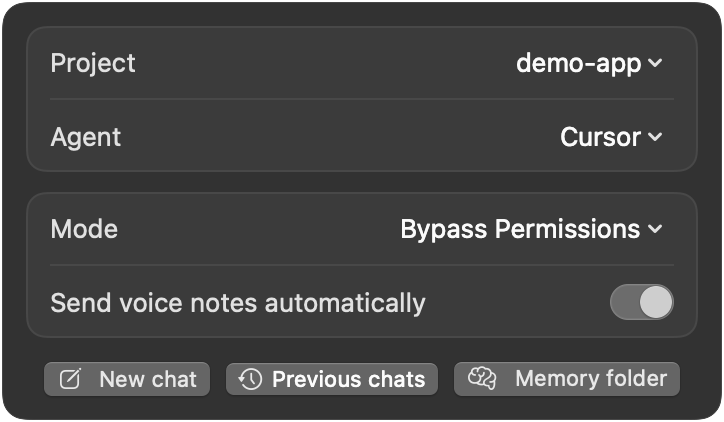 Project demo-app
Agent Cursor
Mode Bypass Permissions
Send voice notes automatically
New chat Previous chats Memory folder